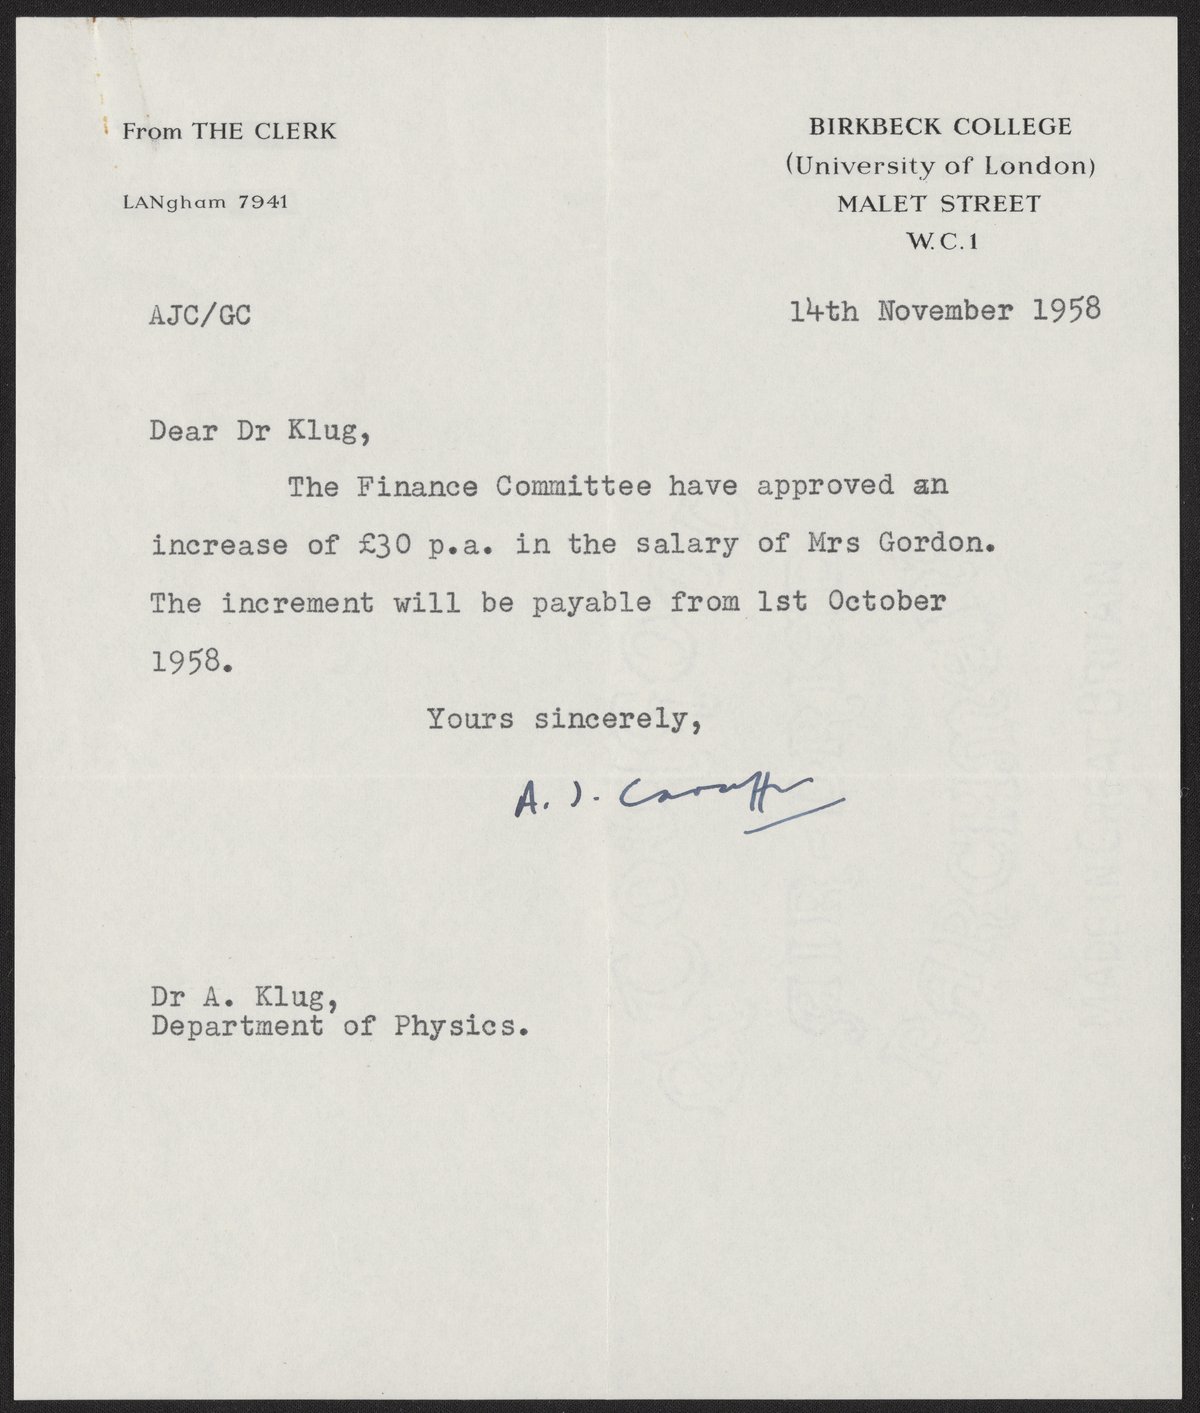 From THE CLERK
LANgham 7941
BIRKBECK COLLEGE
(University of London)
MALET STREET
W.C.1
AJC/GC
14th November 1958
Dear Dr Klug,
The Finance Committee have approved an
increase of £30 p.a. in the salary of Mrs Gordon.
The increment will be payable from 1st October
1958.
Yours sincerely,
A. J.
Dr A. Klug,
Department of Physics.